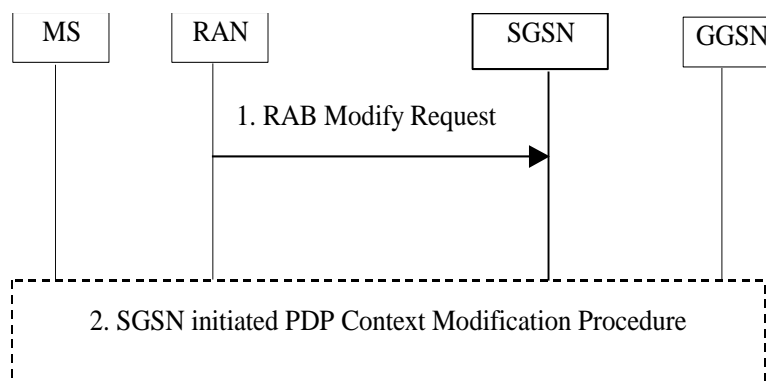 MS RAN SGSN GGSN
1. RAB Modify Request
2. SGSN initiated PDP Context Modification Procedure